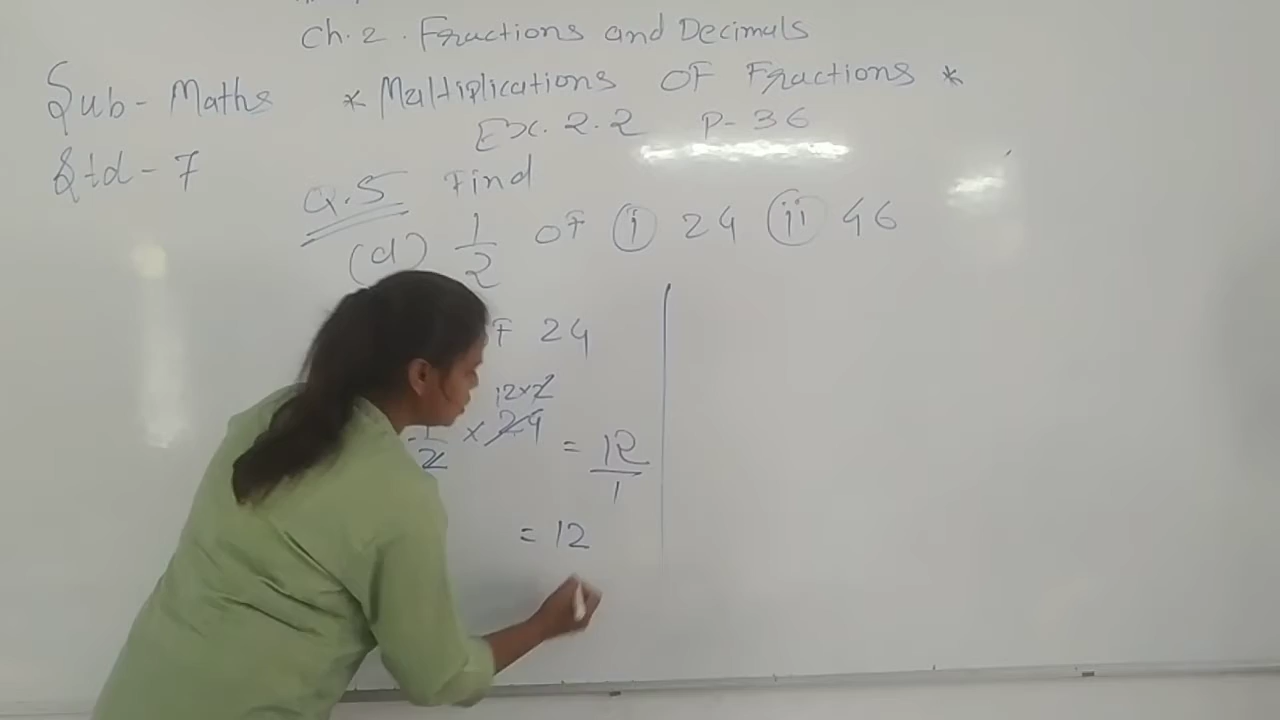 Ch. 2. Fractions and Decimals
Sub - Maths * Multiplications OF Fractions *
Ex. 2.2 P- 36
Std - 7
Q.5 Find
(a) 1/2 OF (i) 24 (ii) 46
F 24
12×2
1/2 × 24 = 12/1
= 12